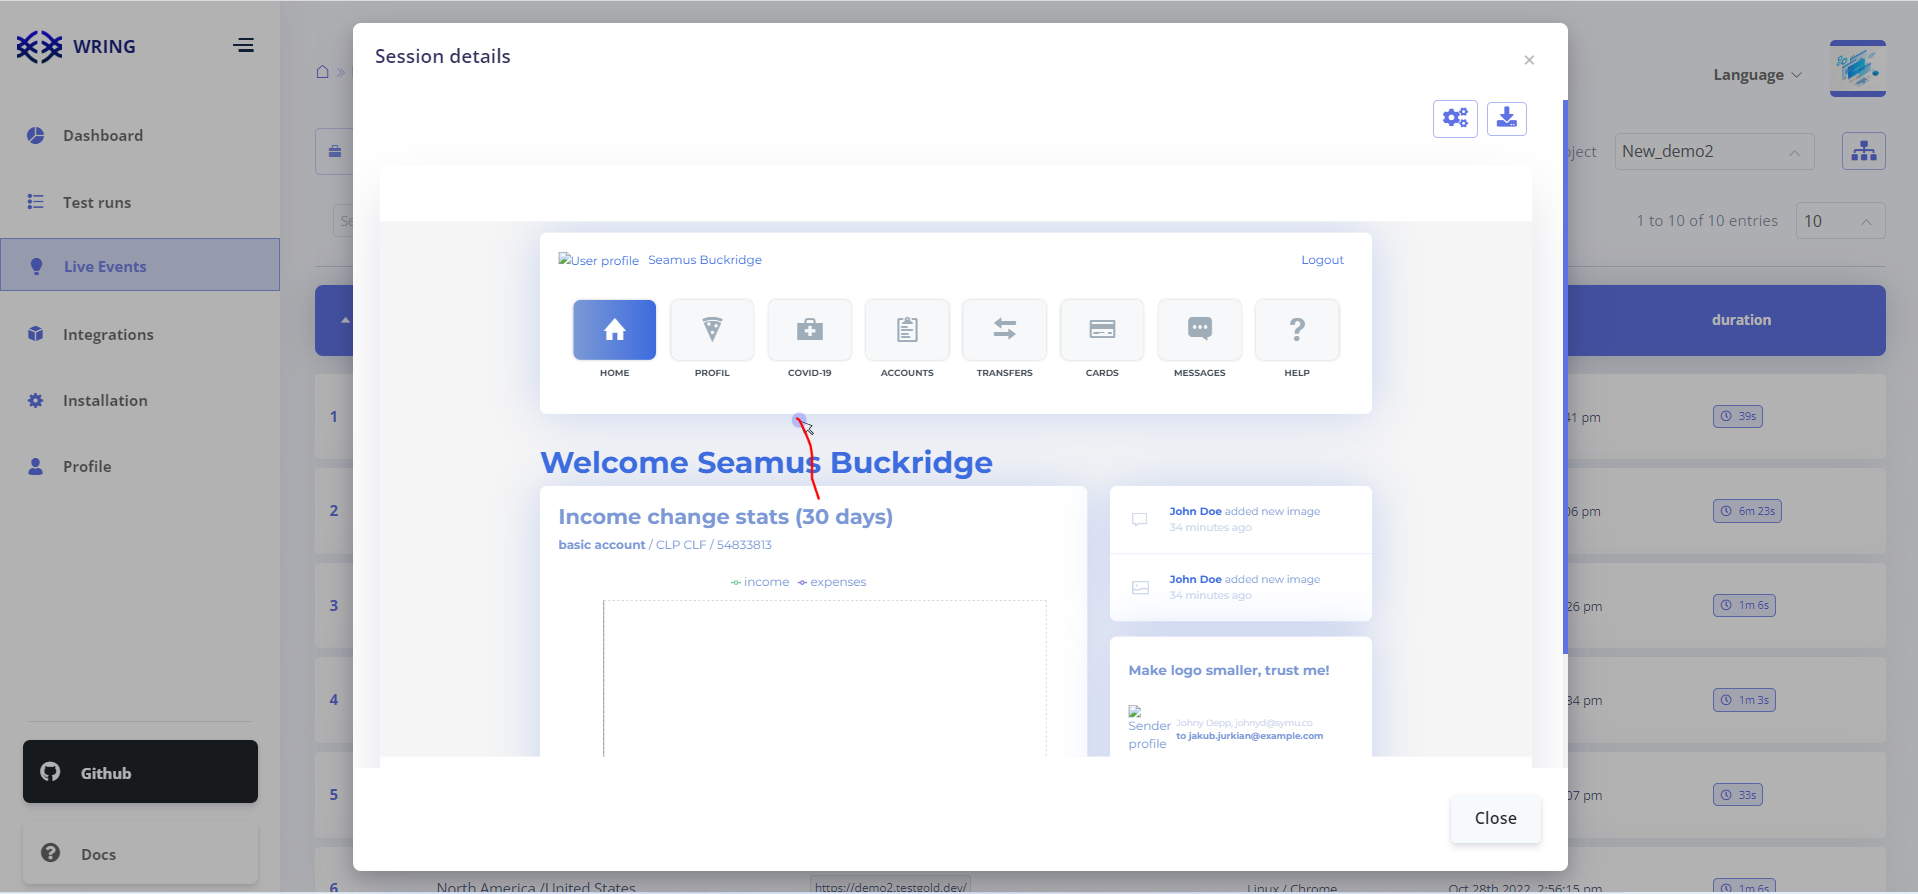 WRING
Dashboard
Test runs
Live Events
Integrations
Installation
Profile
Github
Docs
Session details
×
Language
New_demo2
1 to 10 of 10 entries
10
duration
User profile Seamus Buckridge
Logout
HOME
PROFIL
COVID-19
ACCOUNTS
TRANSFERS
CARDS
MESSAGES
HELP
Welcome Seamus Buckridge
Income change stats (30 days)
basic account / CLP CLF / 54833813
income expenses
John Doe added new image
34 minutes ago
John Doe added new image
34 minutes ago
Make logo smaller, trust me!
Sender profile
Johny Depp, johnyd@symu.co
to jakub.jurkian@example.com
Close
1
pm
39s
2
pm
6m 23s
3
26 pm
1m 6s
4
34 pm
1m 3s
5
07 pm
33s
6
North America /United States
https://demo2.testgold.dev/
Linux / Chrome
Oct 28th 2022, 2:56:15 pm
1m 6s